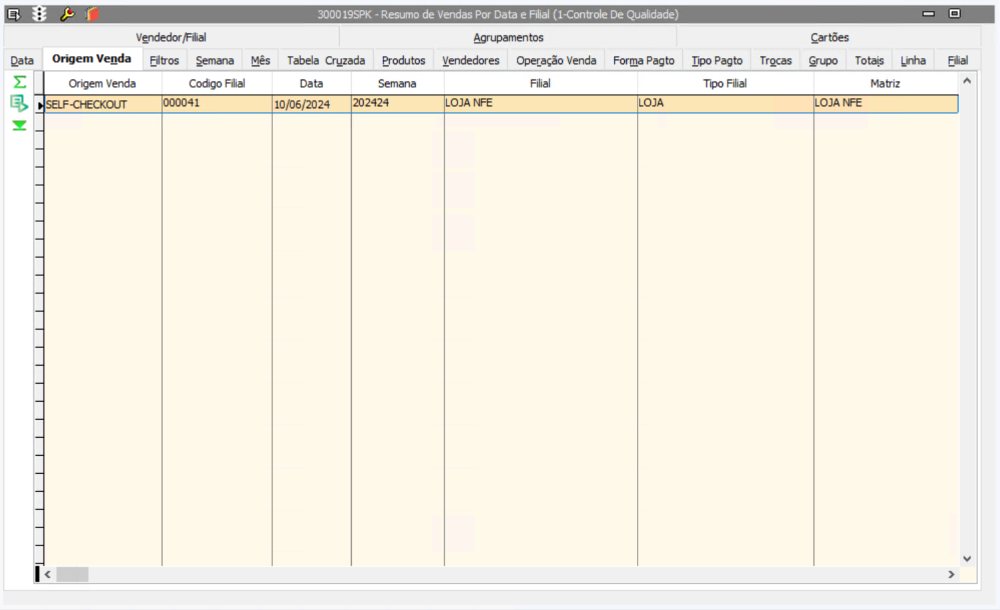 300019SPK - Resumo de Vendas Por Data e Filial (1-Controle De Qualidade)
Vendedor/Filial Agrupamentos Cartões
Data Origem Venda Filtros Semana Mês Tabela Cruzada Produtos Vendedores Operação Venda Forma Pagto Tipo Pagto Trocas Grupo Totais Linha Filial
Origem Venda Codigo Filial Data Semana Filial Tipo Filial Matriz
SELF-CHECKOUT 000041 10/06/2024 202424 LOJA NFE LOJA LOJA NFE